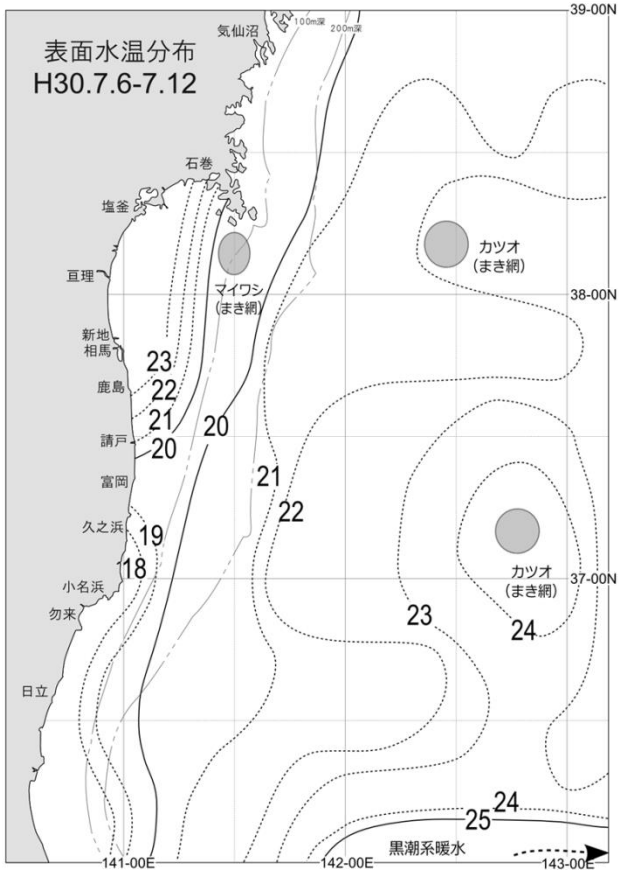 39-00N
気仙沼
100m深
200m深
表面水温分布
H30.7.6-7.12
石巻
塩釜
カツオ
(まき網)
亘理
マイワシ
(まき網)
38-00N
新地
相馬
23
鹿島
22
21
20
20
請戸
21
富岡
22
久之浜
19
18
カツオ
(まき網)
小名浜
37-00N
勿来
23
24
日立
24
25
黒潮系暖水
141-00E
142-00E
143-00E